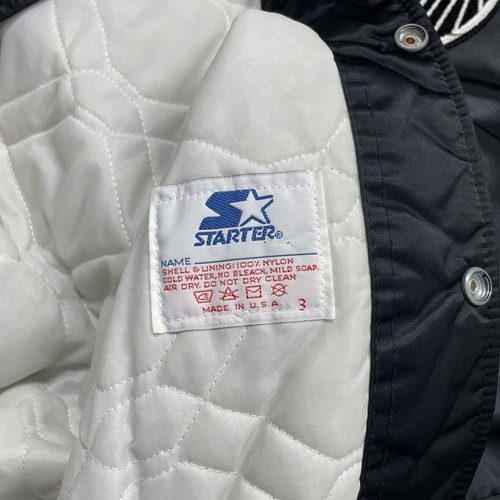 STARTER®
NAME
SHELL & LINING: 100% NYLON
COLD WATER, NO BLEACH, MILD SOAP.
AIR DRY. DO NOT DRY CLEAN
MADE IN U.S.A. 3